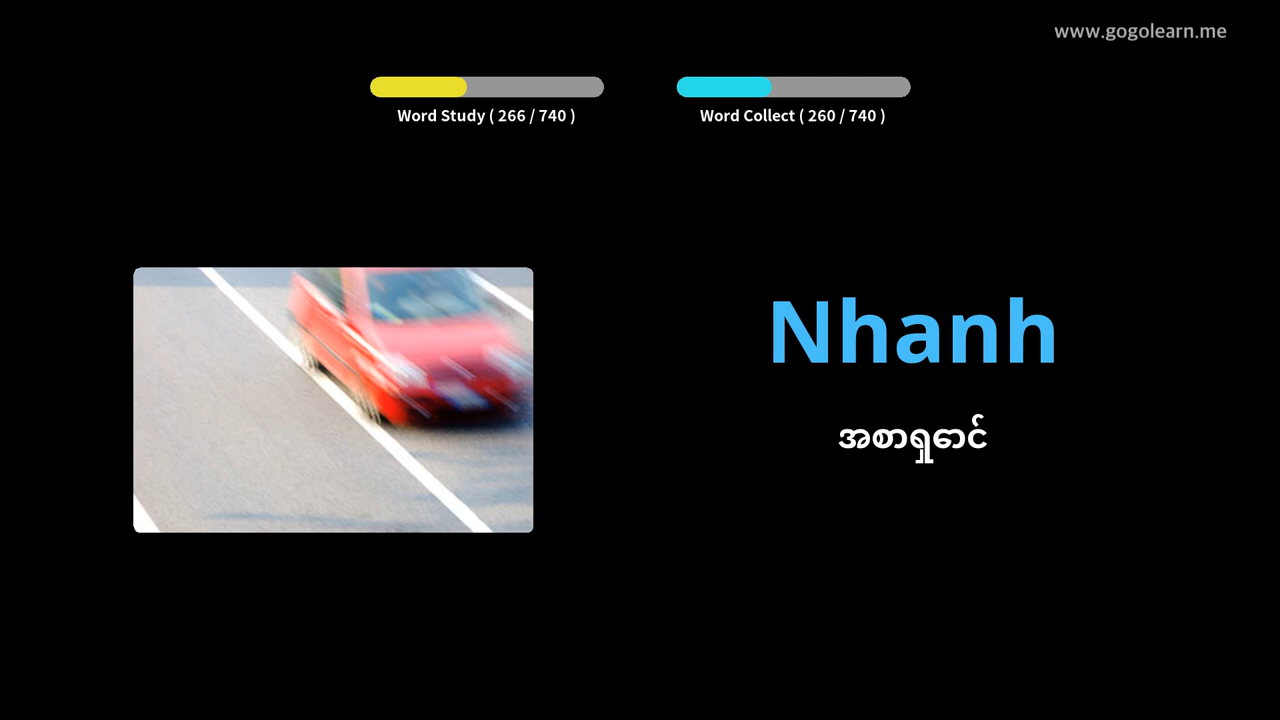 www.gogolearn.me
Word Study ( 266 / 740 )
Word Collect ( 260 / 740 )
Nhanh
အစာရှောင်